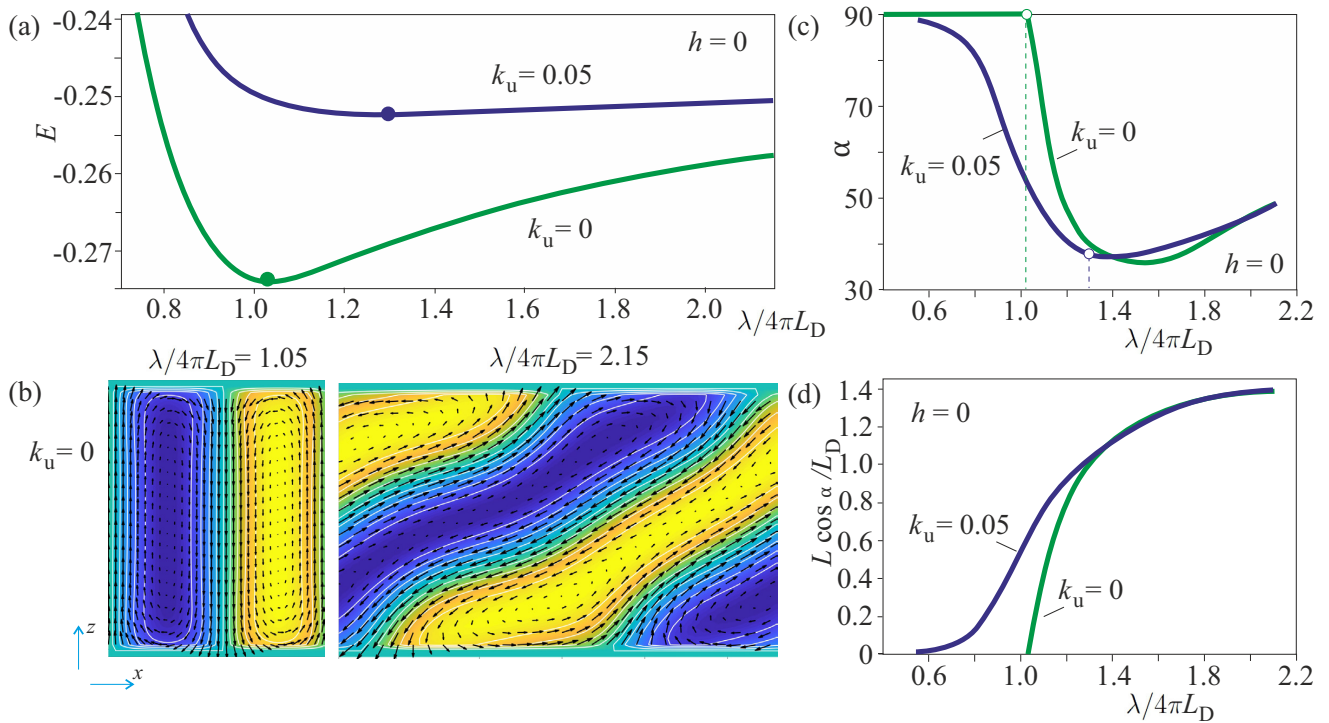 (a)
-0.24
-0.25
-0.26
-0.27
E
h = 0
k_u = 0.05
k_u = 0
0.8 1.0 1.2 1.4 1.6 1.8 2.0
λ/4πL_D
(b)
λ/4πL_D = 1.05
λ/4πL_D = 2.15
k_u = 0
z
x
(c)
90
70
50
30
α
k_u = 0
k_u = 0.05
h = 0
0.6 1.0 1.4 1.8 2.2
λ/4πL_D
(d)
1.4
1.2
1.0
0.8
0.6
0.4
0.2
0
L cos α/L_D
h = 0
k_u = 0.05
k_u = 0
0.6 1.0 1.4 1.8 2.2
λ/4πL_D